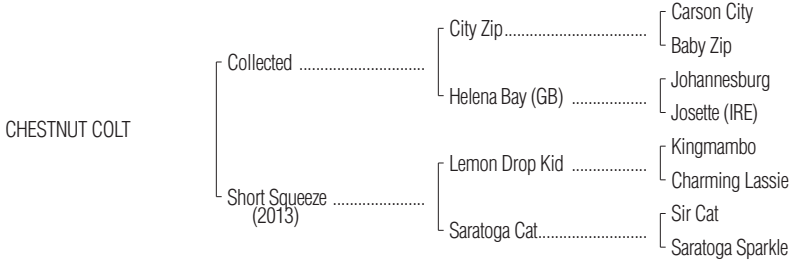 Carson City
City Zip..................................
Baby Zip
Collected ..............................
Johannesburg
Helena Bay (GB) ..................
Josette (IRE)
CHESTNUT COLT
Kingmambo
Lemon Drop Kid ..................
Charming Lassie
Short Squeeze ......................
(2013)
Sir Cat
Saratoga Cat..........................
Saratoga Sparkle